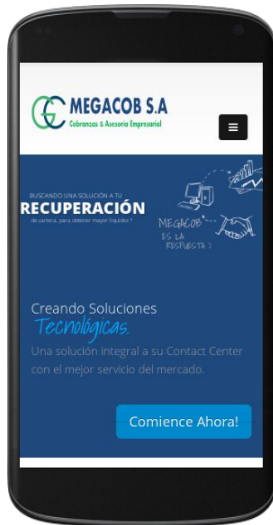 MEGACOB S.A
Cobranzas & Asesoria Empresarial
BUSCANDO UNA SOLUCIÓN A TU
RECUPERACIÓN
de cartera, para obtener mayor liquidez ?
MEGACOB
ES LA
RESPUESTA :)
Creando Soluciones
Tecnológicas.
Una solución integral a su Contact Center
con el mejor servicio del mercado.
Comience Ahora!